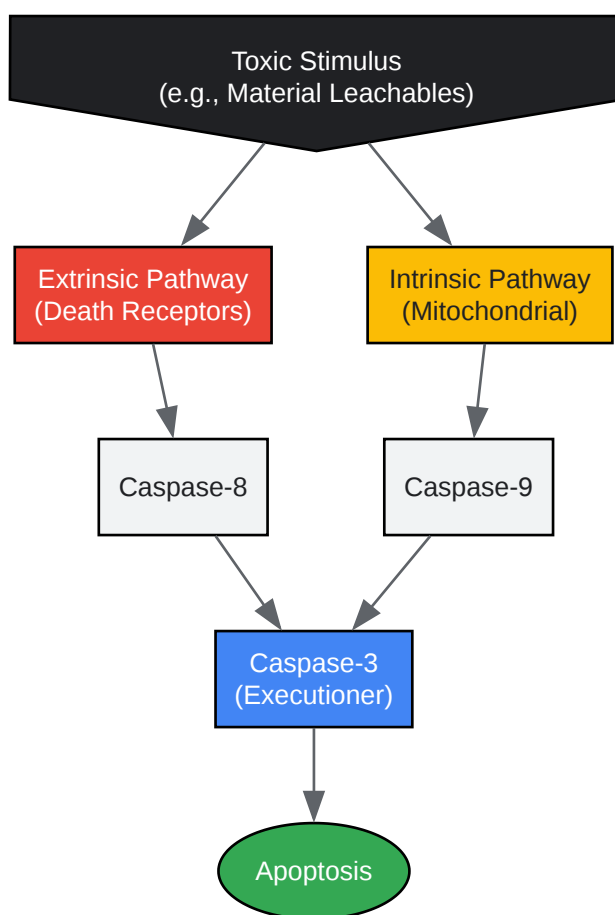 Toxic Stimulus
(e.g., Material Leachables)
Extrinsic Pathway
(Death Receptors)
Intrinsic Pathway
(Mitochondrial)
Caspase-8
Caspase-9
Caspase-3
(Executioner)
Apoptosis